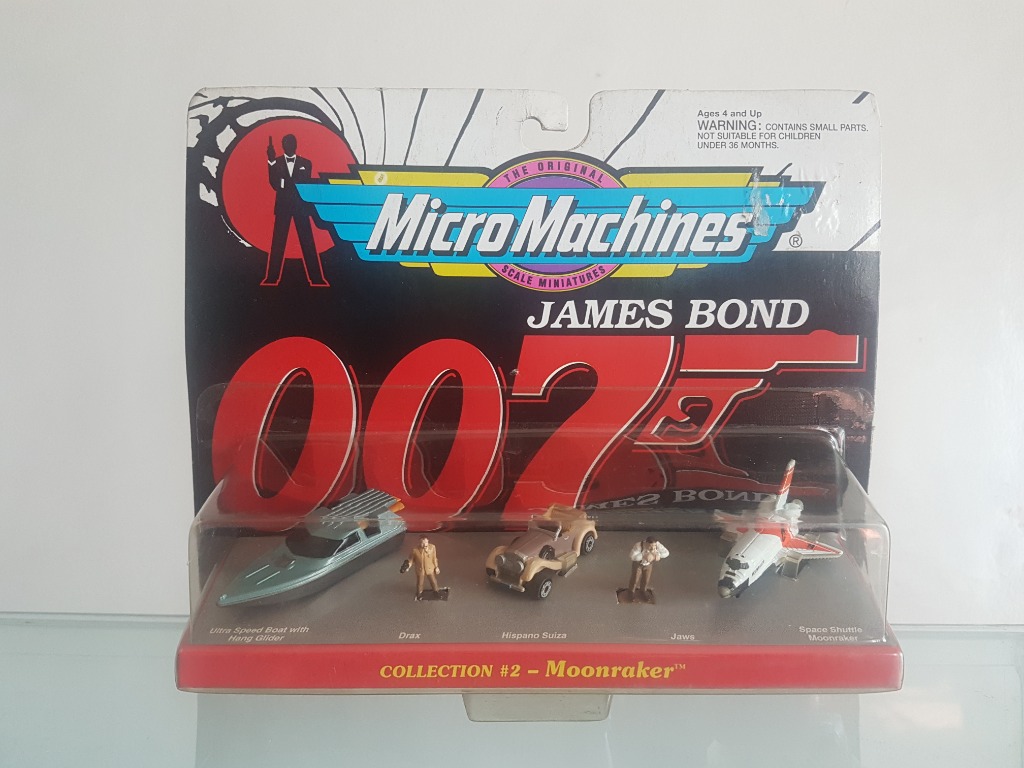 Ages 4 and Up
WARNING: CONTAINS SMALL PARTS.
NOT SUITABLE FOR CHILDREN
UNDER 36 MONTHS.
THE ORIGINAL
Micro Machines ®
SCALE MINIATURES
JAMES BOND
007
JAMES BOND
Ultra Speed Boat with
Hang Glider
Drax
Hispano Suiza
Jaws
Space Shuttle
Moonraker
COLLECTION #2 – Moonraker™